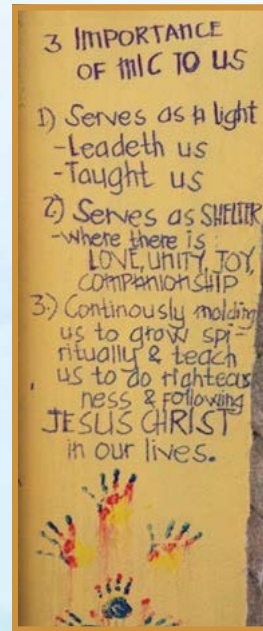 3 IMPORTANCE
OF MIC TO US
1) Serves as a light
-Leadeth us
-Taught us
2) Serves as SHELTER
-where there is
LOVE, UNITY, JOY,
COMPANIONSHIP
3.) Continously molding
us to grow spi-
ritually & teach
us to do righteous
ness & following
JESUS CHRIST
in our lives.